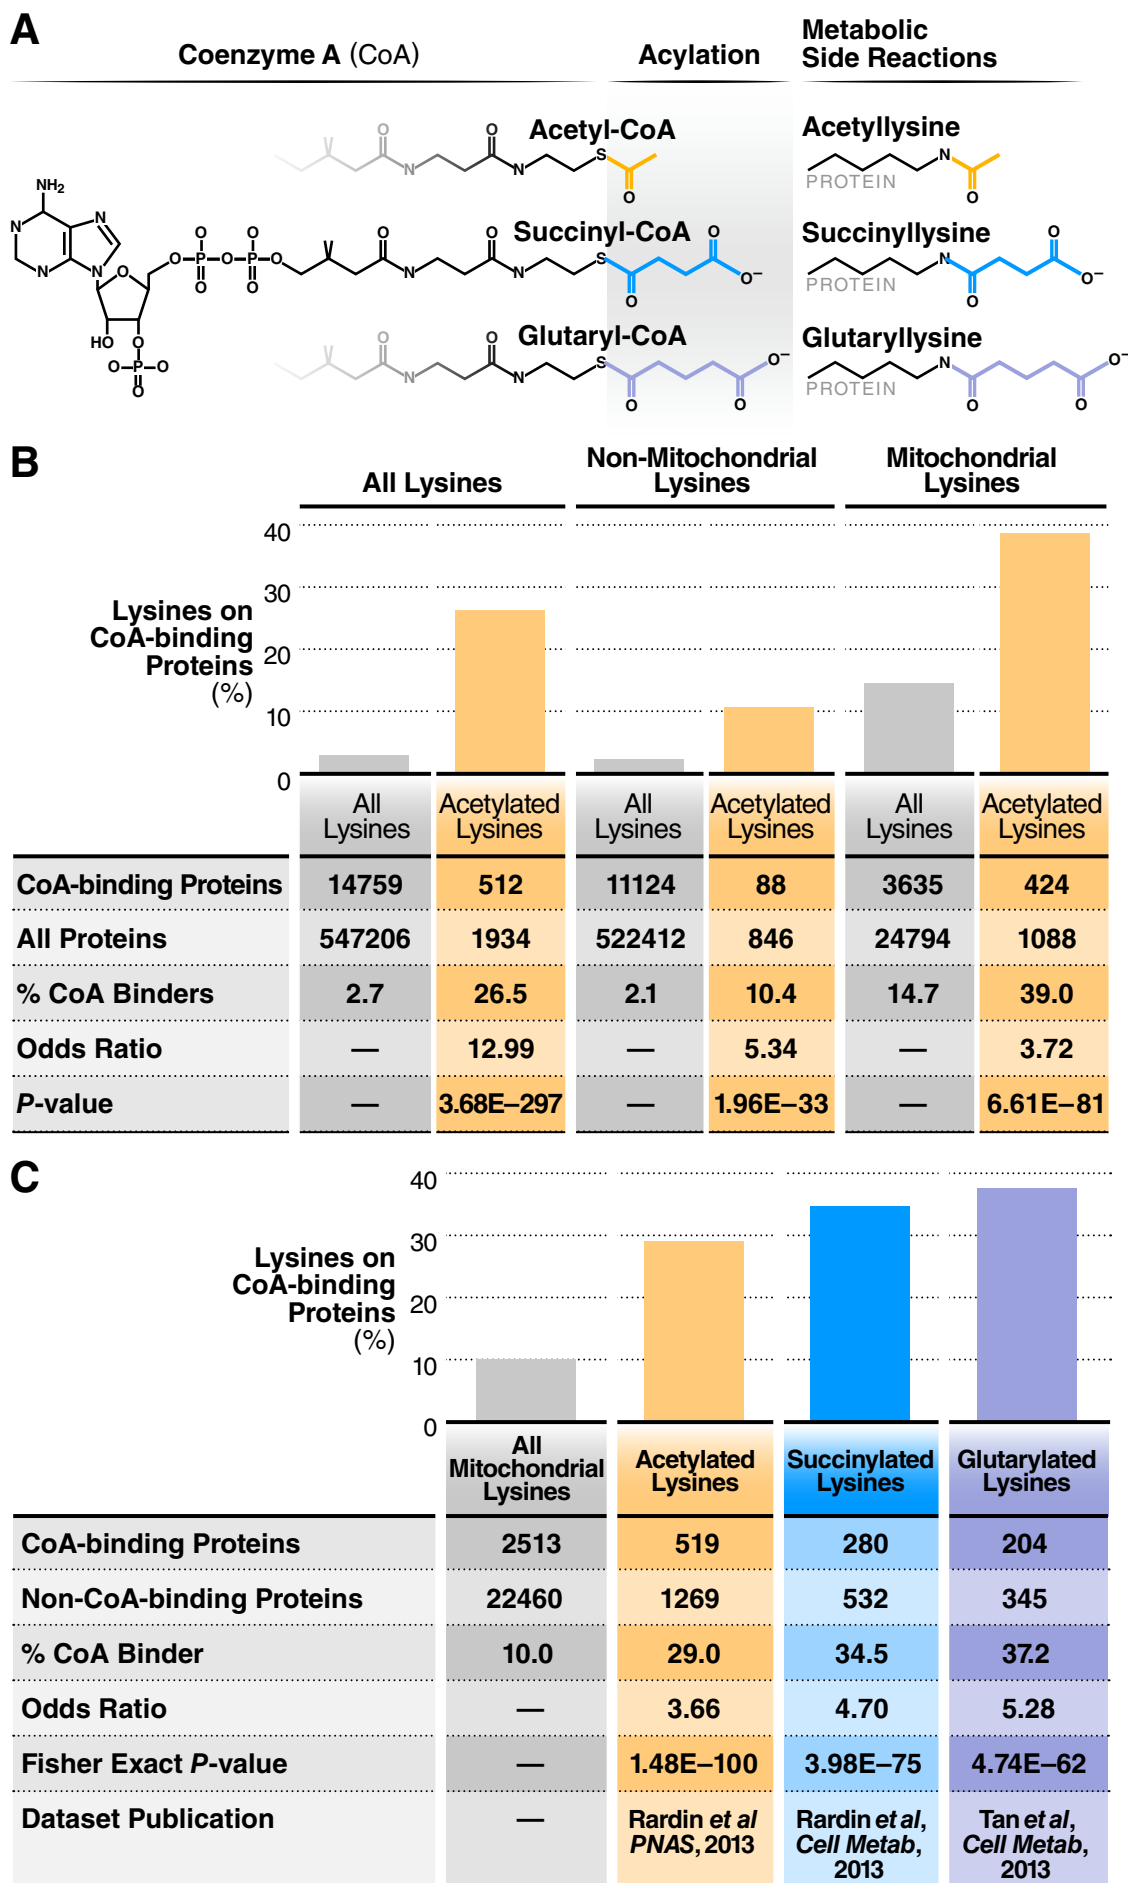 A
Coenzyme A (CoA)
Acylation
Metabolic
Side Reactions
Acetyl-CoA
Acetyllysine
O
O
N
N
S
O
N
O
PROTEIN
NH2
N
N
N
N
O
HO
O
O
P
O
O
O
P
O
O
P
O
O
O
O
O
N
O
N
Succinyl-CoA
S
O
O
O–
Succinyllysine
N
O
O
O–
PROTEIN
Glutaryl-CoA
O
N
O
N
S
O
O
O–
Glutaryllysine
N
O
O
O–
PROTEIN
B
All Lysines
Non-Mitochondrial
Lysines
Mitochondrial
Lysines
Lysines on
CoA-binding
Proteins
(%)
40
30
20
10
0
All
Lysines
Acetylated
Lysines
All
Lysines
Acetylated
Lysines
All
Lysines
Acetylated
Lysines
CoA-binding Proteins 14759 512 11124 88 3635 424
All Proteins 547206 1934 522412 846 24794 1088
% CoA Binders 2.7 26.5 2.1 10.4 14.7 39.0
Odds Ratio — 12.99 — 5.34 — 3.72
P-value — 3.68E–297 — 1.96E–33 — 6.61E–81
C
Lysines on
CoA-binding
Proteins
(%)
40
30
20
10
0
All
Mitochondrial
Lysines
Acetylated
Lysines
Succinylated
Lysines
Glutarylated
Lysines
CoA-binding Proteins 2513 519 280 204
Non-CoA-binding Proteins 22460 1269 532 345
% CoA Binder 10.0 29.0 34.5 37.2
Odds Ratio — 3.66 4.70 5.28
Fisher Exact P-value — 1.48E–100 3.98E–75 4.74E–62
Dataset Publication —
Rardin et al
PNAS, 2013
Rardin et al,
Cell Metab,
2013
Tan et al,
Cell Metab,
2013